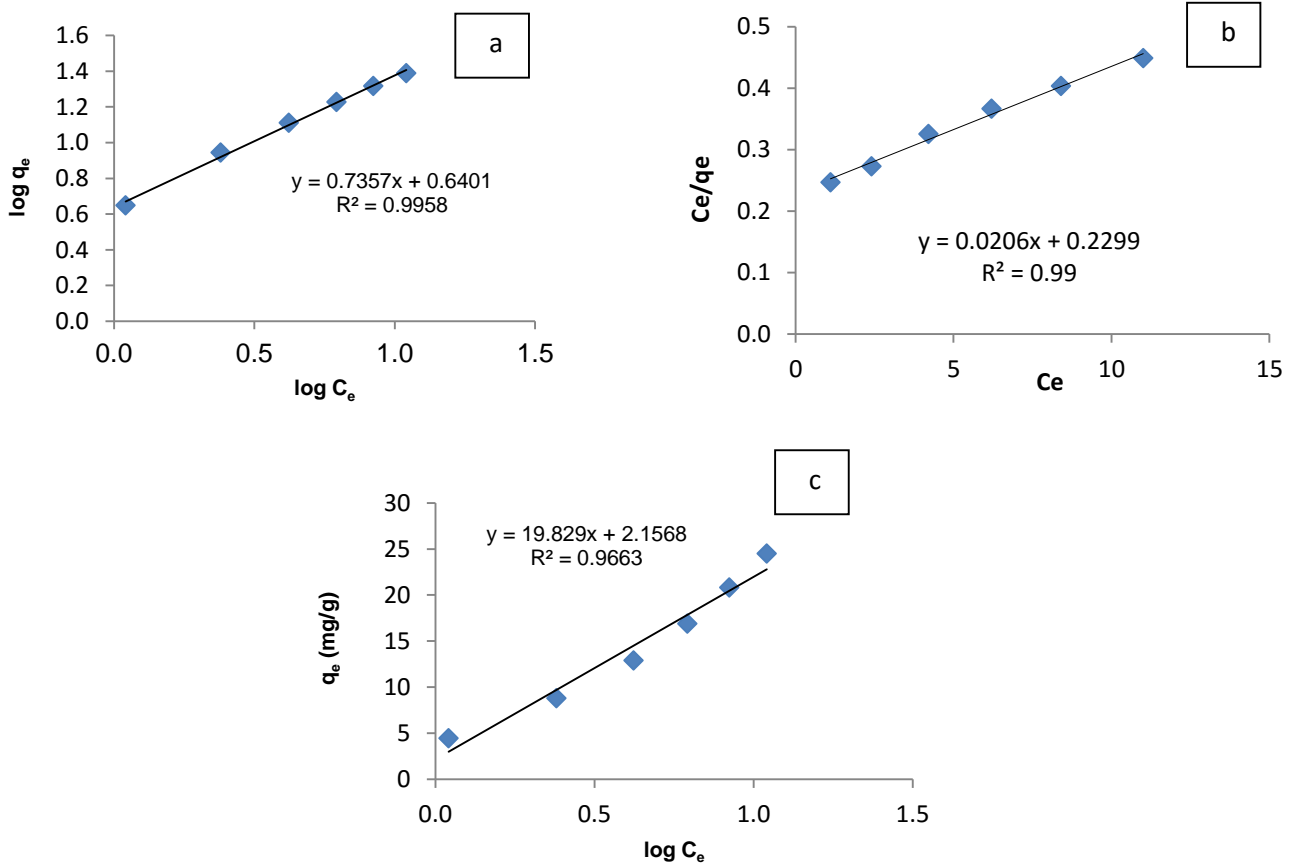 a
1.6
1.4
1.2
1.0
0.8
0.6
0.4
0.2
0.0
log qe
y = 0.7357x + 0.6401
R² = 0.9958
0.0 0.5 1.0 1.5
log Ce
b
0.5
0.4
0.3
0.2
0.1
0.0
Ce/qe
y = 0.0206x + 0.2299
R² = 0.99
0 5 10 15
Ce
c
30
25
20
15
10
5
0
qe (mg/g)
y = 19.829x + 2.1568
R² = 0.9663
0.0 0.5 1.0 1.5
log Ce